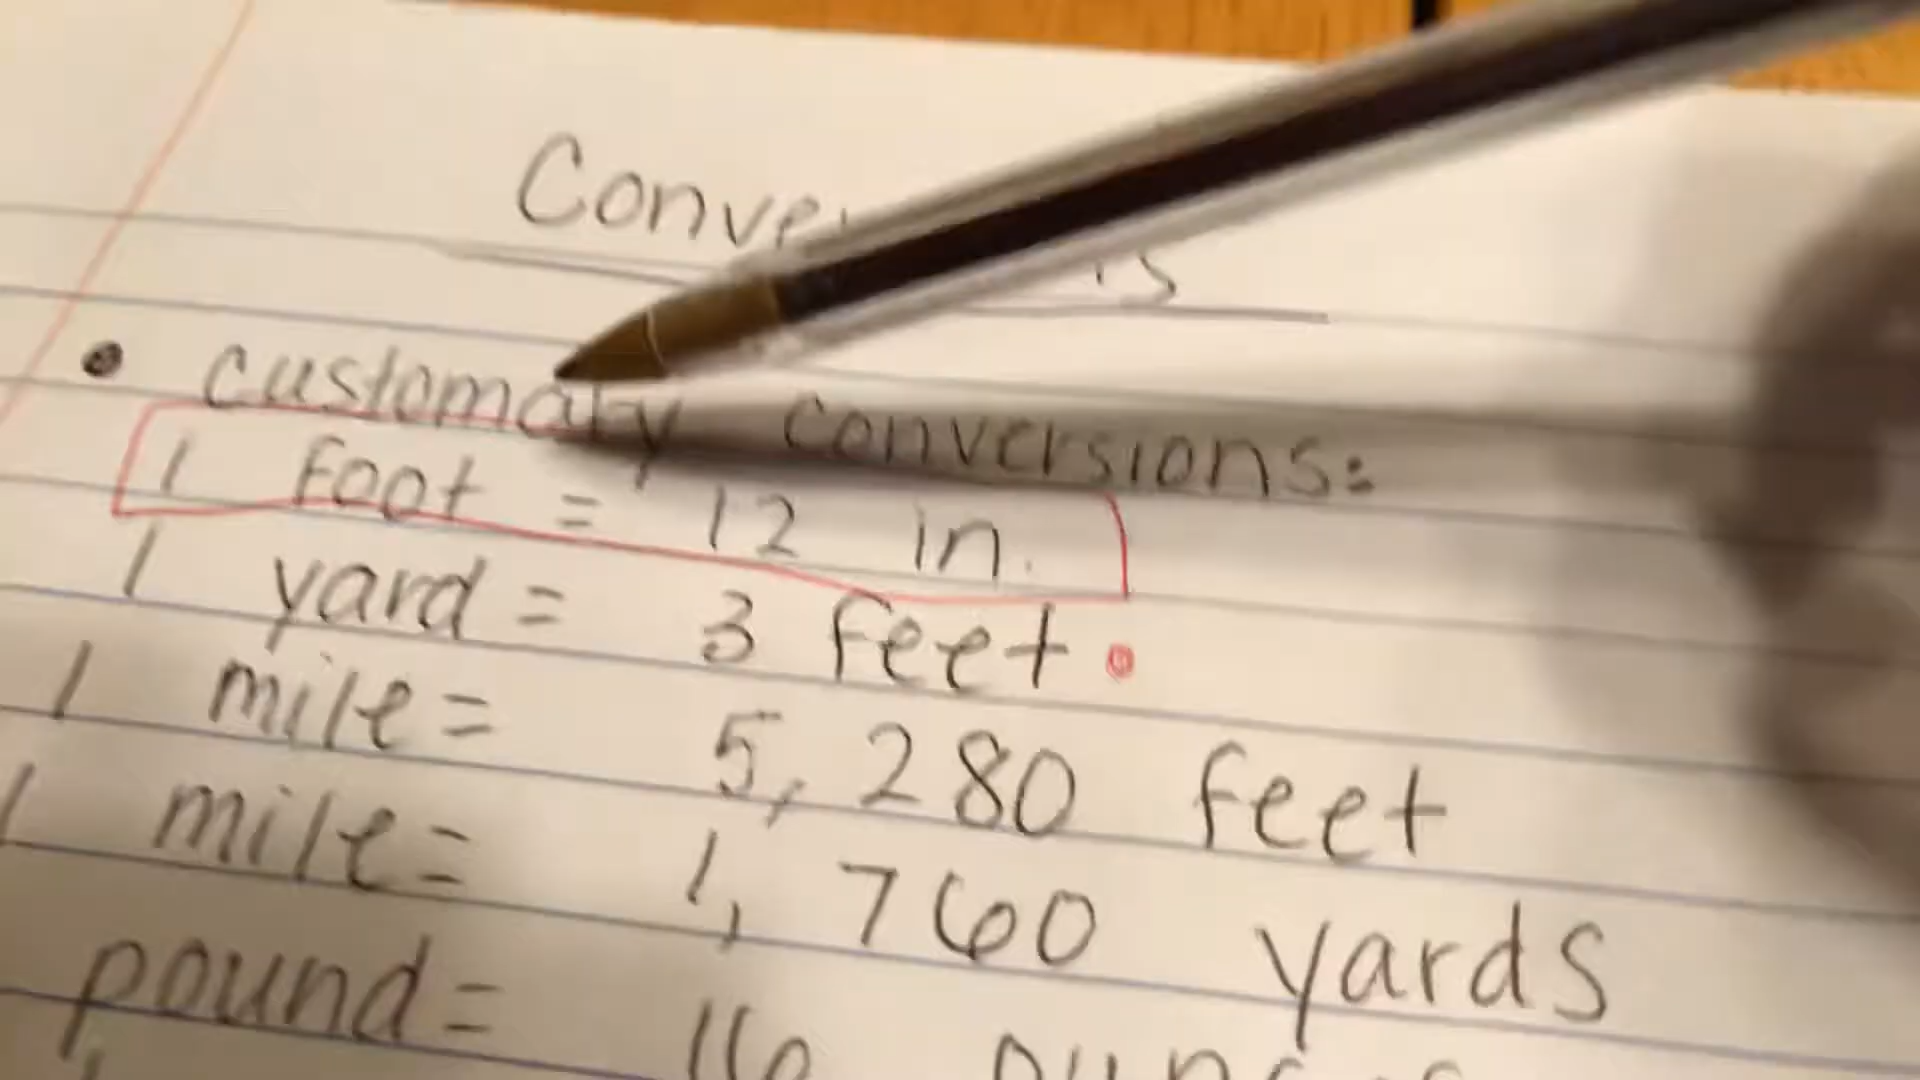 • customary conversions:
1 Foot = 12 in.
1 yard = 3 feet.
1 mile = 5,280 feet
1 mile = 1,760 yards
pound = 16